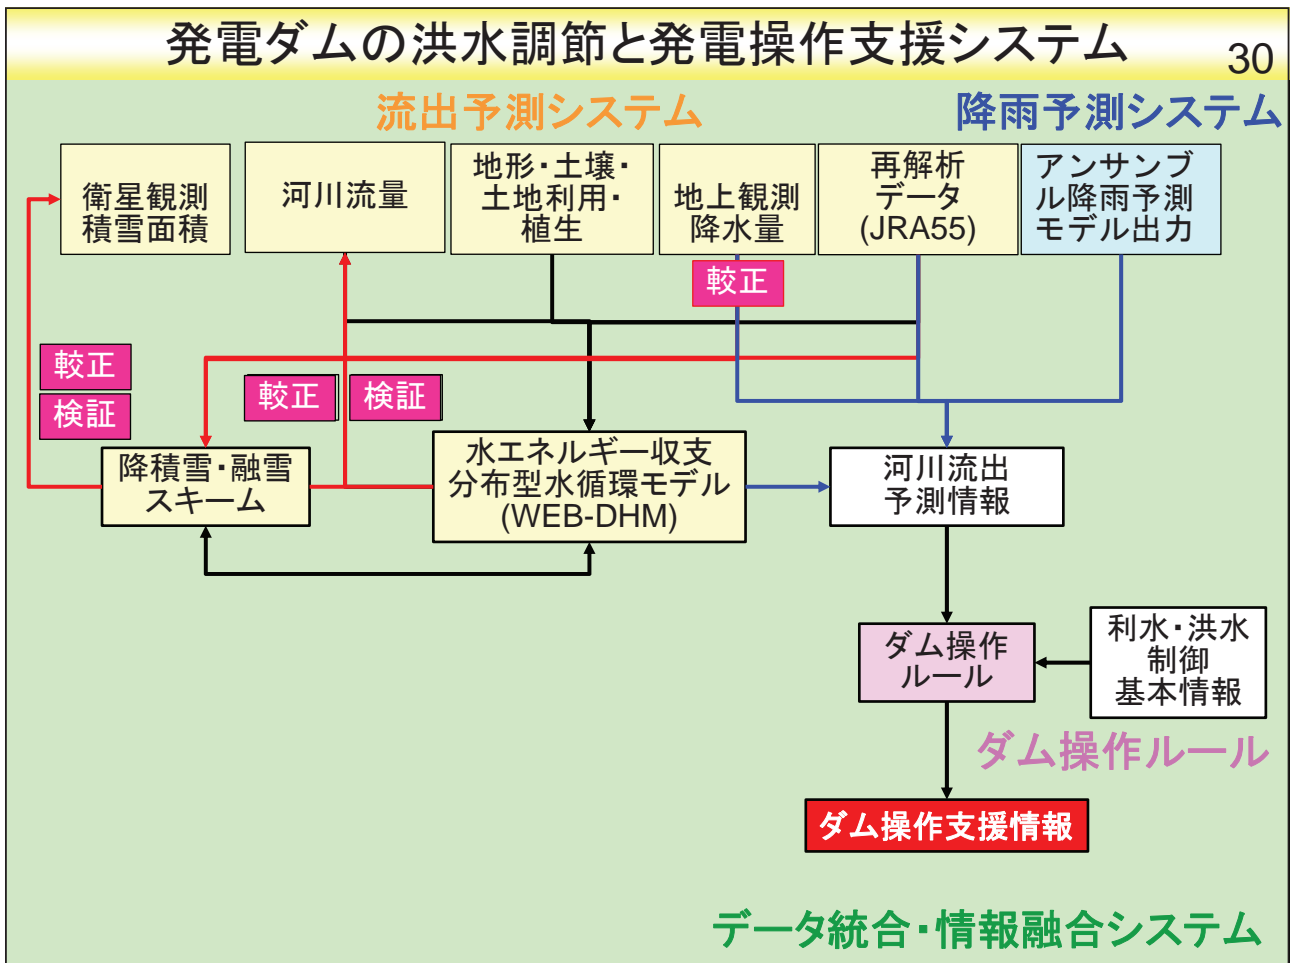 発電ダムの洪水調節と発電操作支援システム
30
流出予測システム
降雨予測システム
衛星観測
積雪面積
河川流量
地形・土壌・
土地利用・
植生
地上観測
降水量
再解析
データ
(JRA55)
アンサンブ
ル降雨予測
モデル出力
較正
較正
検証
較正
検証
降積雪・融雪
スキーム
水エネルギー収支
分布型水循環モデル
(WEB-DHM)
河川流出
予測情報
ダム操作
ルール
利水・洪水
制御
基本情報
ダム操作ルール
ダム操作支援情報
データ統合・情報融合システム